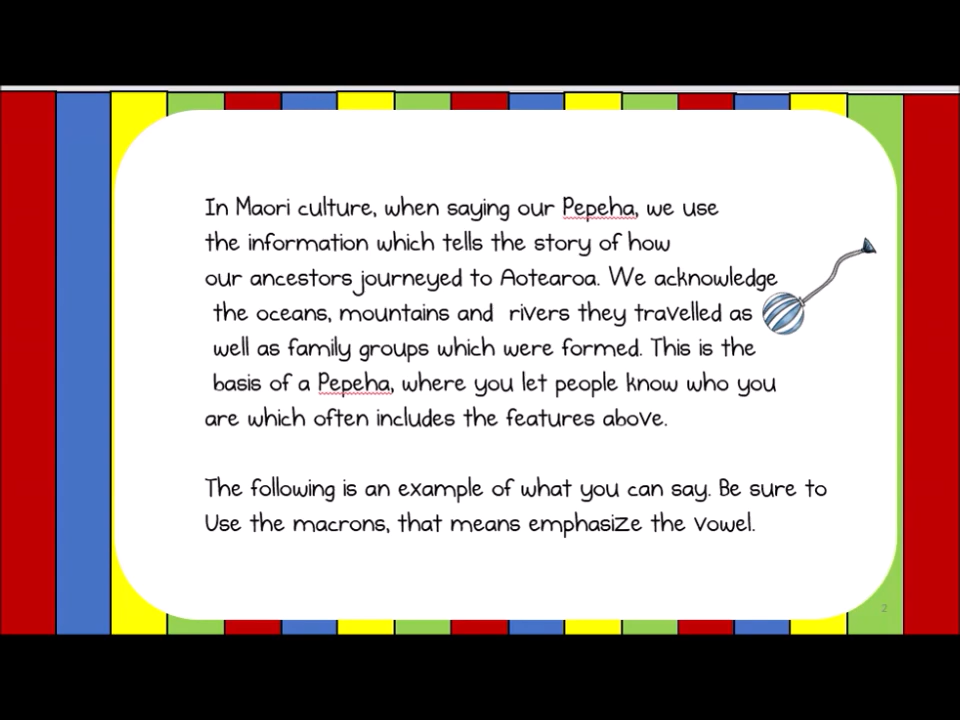 In Maori culture, when saying our Pepeha, we use
the information which tells the story of how
our ancestors journeyed to Aotearoa. We acknowledge
the oceans, mountains and rivers they travelled as
well as family groups which were formed. This is the
basis of a Pepeha, where you let people know who you
are which often includes the features above.
The following is an example of what you can say. Be sure to
Use the macrons, that means emphasize the vowel.
2